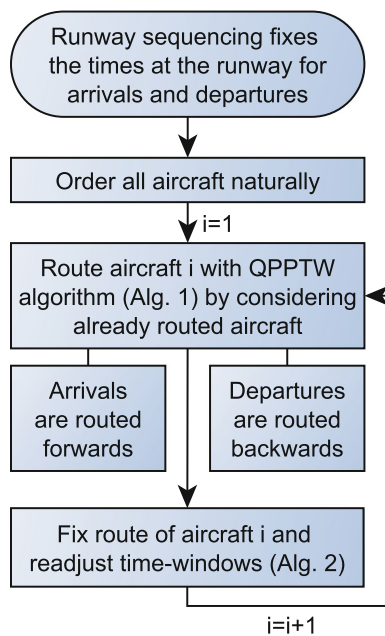 Runway sequencing fixes
the times at the runway for
arrivals and departures
Order all aircraft naturally
i=1
Route aircraft i with QPPTW
algorithm (Alg. 1) by considering
already routed aircraft
Arrivals
are routed
forwards
Departures
are routed
backwards
Fix route of aircraft i and
readjust time-windows (Alg. 2)
i=i+1